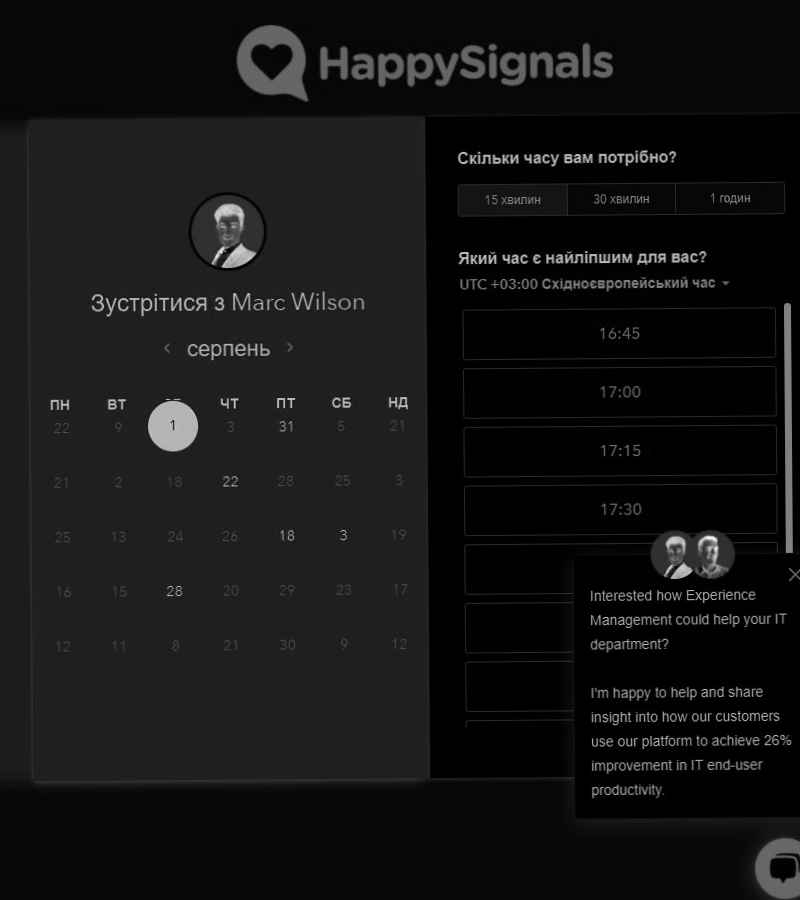 HappySignals
Зустрітися з Marc Wilson
серпень
ПН ВТ ЧТ ПТ СБ НД
22 9 1 3 31 5 21
21 2 18 22 28 25 3
25 13 24 26 18 3 19
16 15 28 20 29 23 17
12 11 8 21 30 9 12
Скільки часу вам потрібно?
15 хвилин 30 хвилин 1 годин
Який час є найліпшим для вас?
UTC +03:00 Східноєвропейський час
16:45
17:00
17:15
17:30
Interested how Experience
Management could help your IT
department?
I'm happy to help and share
insight into how our customers
use our platform to achieve 26%
improvement in IT end-user
productivity.